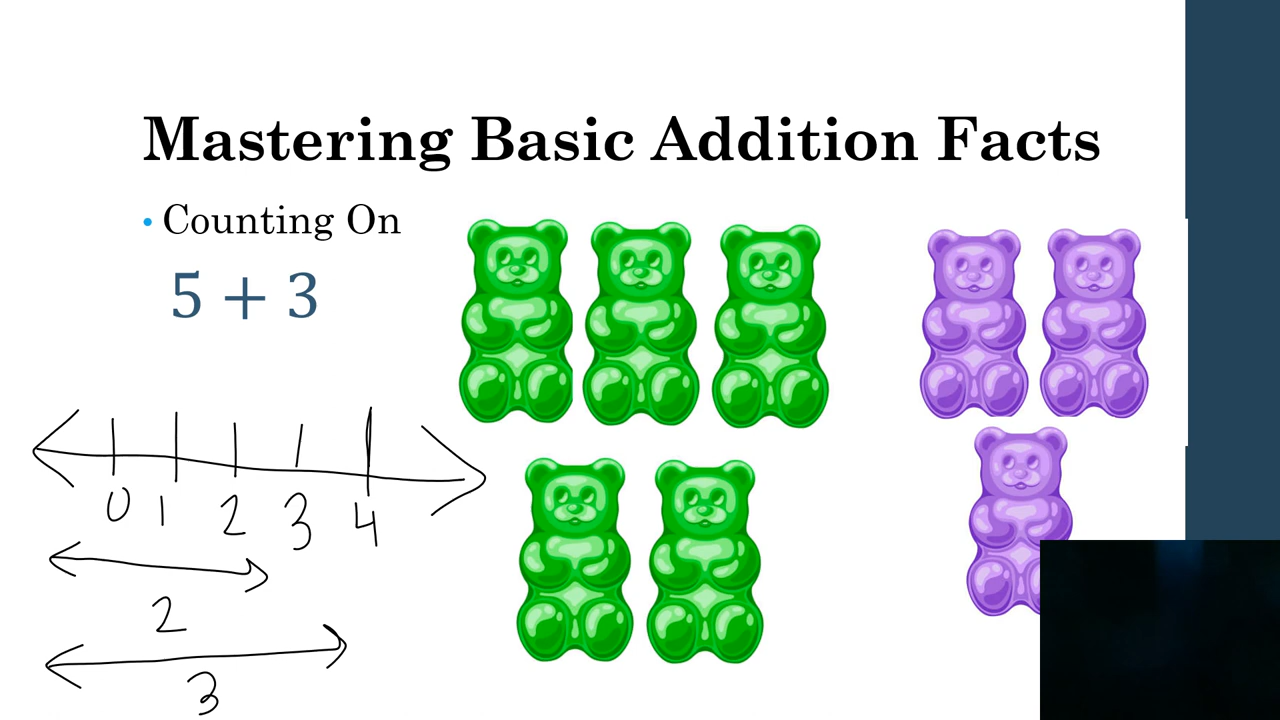 Mastering Basic Addition Facts
• Counting On
5 + 3
0 1 2 3 4
2
3